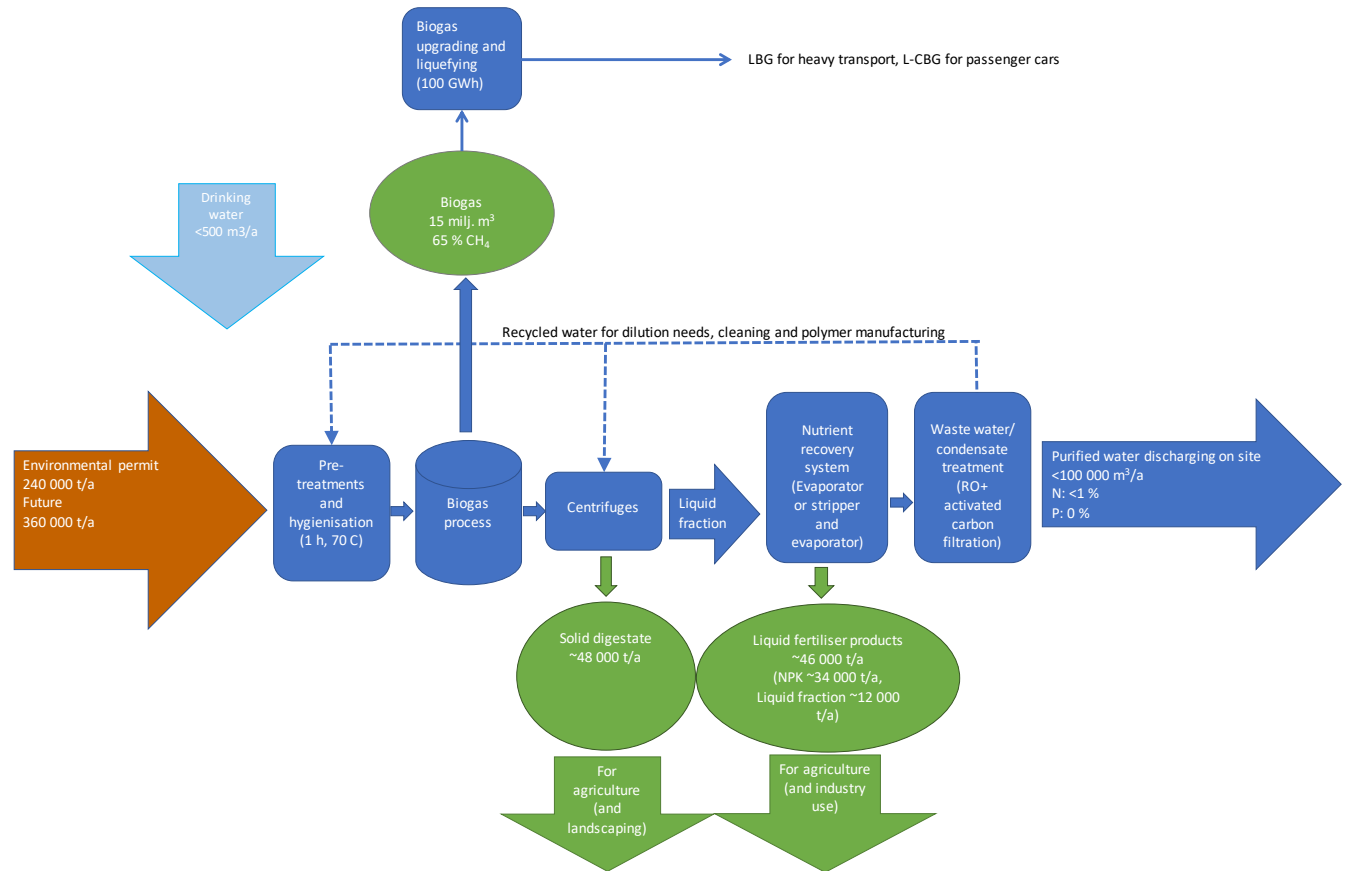 Biogas
upgrading and
liquefying
(100 GWh)
LBG for heavy transport, L-CBG for passenger cars
Drinking
water
<500 m3/a
Biogas
15 milj. m³
65 % CH₄
Recycled water for dilution needs, cleaning and polymer manufacturing
Environmental permit
240 000 t/a
Future
360 000 t/a
Pre-
treatments
and
hygienisation
(1 h, 70 C)
Biogas
process
Centrifuges
Liquid
fraction
Nutrient
recovery
system
(Evaporator
or stripper
and
evaporator)
Waste water/
condensate
treatment
(RO+
activated
carbon
filtration)
Purified water discharging on site
<100 000 m³/a
N: <1 %
P: 0 %
Solid digestate
~48 000 t/a
Liquid fertiliser products
~46 000 t/a
(NPK ~34 000 t/a,
Liquid fraction ~12 000
t/a)
For
agriculture
(and
landscaping)
For agriculture
(and industry
use)